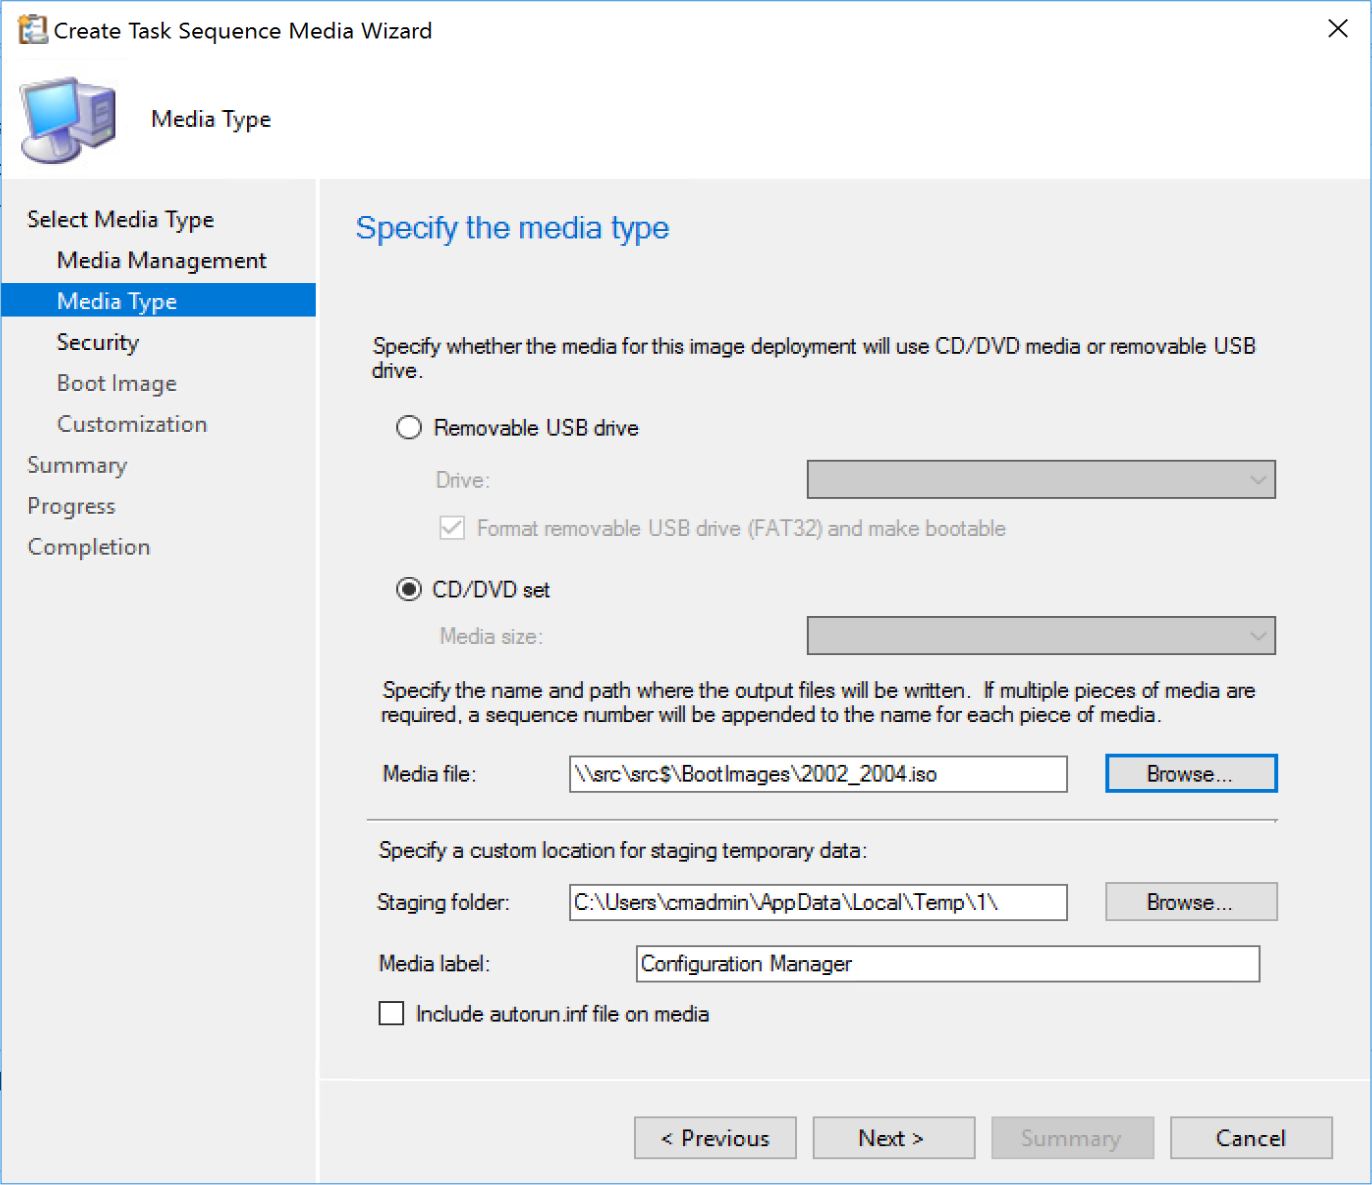 Create Task Sequence Media Wizard
Media Type
Select Media Type
Media Management
Media Type
Security
Boot Image
Customization
Summary
Progress
Completion
Specify the media type
Specify whether the media for this image deployment will use CD/DVD media or removable USB
drive.
Removable USB drive
Drive:
Format removable USB drive (FAT32) and make bootable
CD/DVD set
Media size:
Specify the name and path where the output files will be written.  If multiple pieces of media are
required, a sequence number will be appended to the name for each piece of media.
Media file: \\src\src$\BootImages\2002_2004.iso Browse...
Specify a custom location for staging temporary data:
Staging folder: C:\Users\cmadmin\AppData\Local\Temp\1\ Browse...
Media label: Configuration Manager
Include autorun.inf file on media
< Previous Next > Summary Cancel